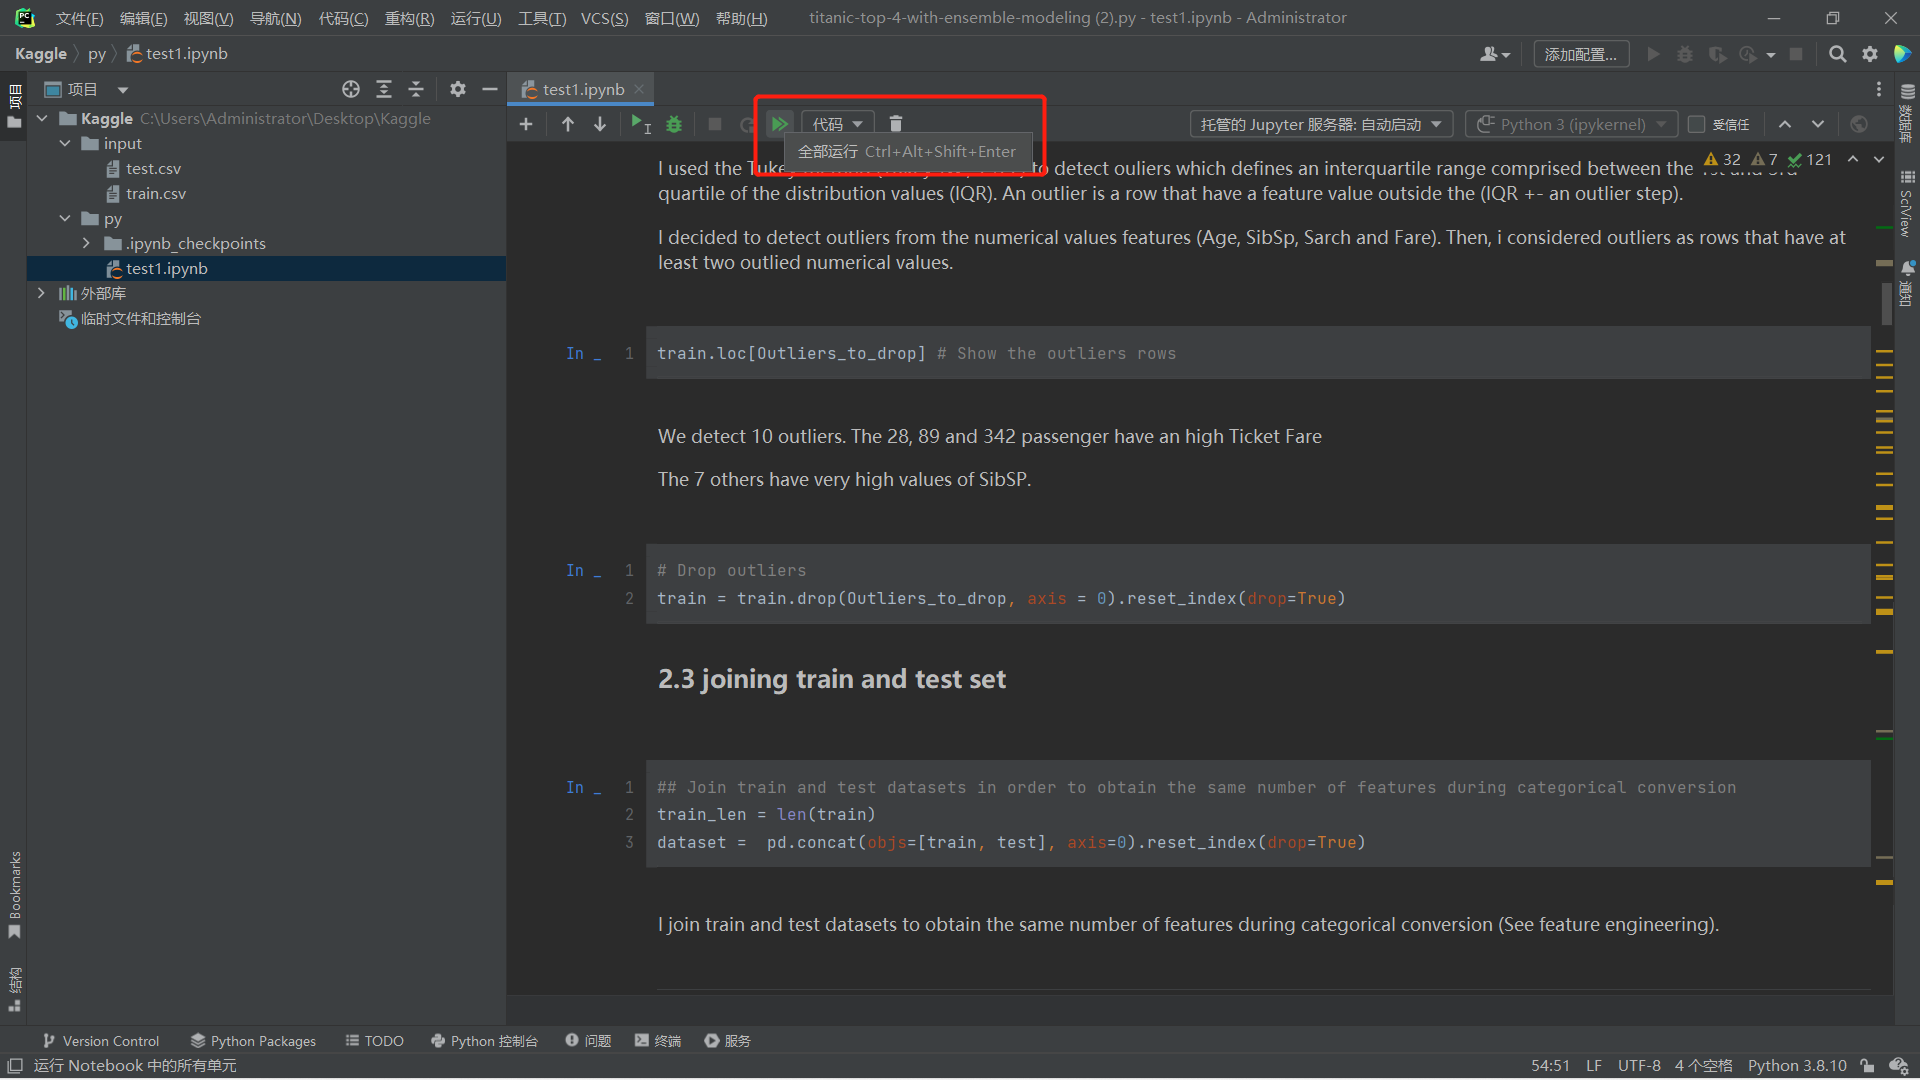 文件(F) 编辑(E) 视图(V) 导航(N) 代码(C) 重构(R) 运行(U) 工具(T) VCS(S) 窗口(W) 帮助(H) titanic-top-4-with-ensemble-modeling (2).py - test1.ipynb - Administrator
Kaggle py test1.ipynb 添加配置...
项目 test1.ipynb
代码 托管的 Jupyter 服务器: 自动启动 Python 3 (ipykernel) 受信任
全部运行 Ctrl+Alt+Shift+Enter
项目
Kaggle C:\Users\Administrator\Desktop\Kaggle
input
test.csv
train.csv
py
.ipynb_checkpoints
test1.ipynb
外部库
临时文件和控制台
32 7 121
I used the Tukey to detect ouliers which defines an interquartile range comprised between the 1st and 3rd
quartile of the distribution values (IQR). An outlier is a row that have a feature value outside the (IQR +- an outlier step).
I decided to detect outliers from the numerical values features (Age, SibSp, Sarch and Fare). Then, i considered outliers as rows that have at
least two outlied numerical values.
In _ 1 train.loc[Outliers_to_drop] # Show the outliers rows
We detect 10 outliers. The 28, 89 and 342 passenger have an high Ticket Fare
The 7 others have very high values of SibSP.
In _ 1 # Drop outliers
2 train = train.drop(Outliers_to_drop, axis = 0).reset_index(drop=True)
2.3 joining train and test set
In _ 1 ## Join train and test datasets in order to obtain the same number of features during categorical conversion
2 train_len = len(train)
3 dataset =  pd.concat(objs=[train, test], axis=0).reset_index(drop=True)
I join train and test datasets to obtain the same number of features during categorical conversion (See feature engineering).
数据库
SciView
通知
Bookmarks
结构
Version Control Python Packages TODO Python 控制台 问题 终端 服务
运行 Notebook 中的所有单元 54:51 LF UTF-8 4 个空格 Python 3.8.10